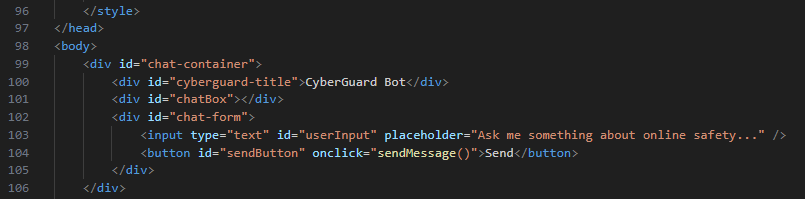 96 </style>
97 </head>
98 <body>
99 <div id="chat-container">
100 <div id="cyberguard-title">CyberGuard Bot</div>
101 <div id="chatBox"></div>
102 <div id="chat-form">
103 <input type="text" id="userInput" placeholder="Ask me something about online safety..." />
104 <button id="sendButton" onclick="sendMessage()">Send</button>
105 </div>
106 </div>